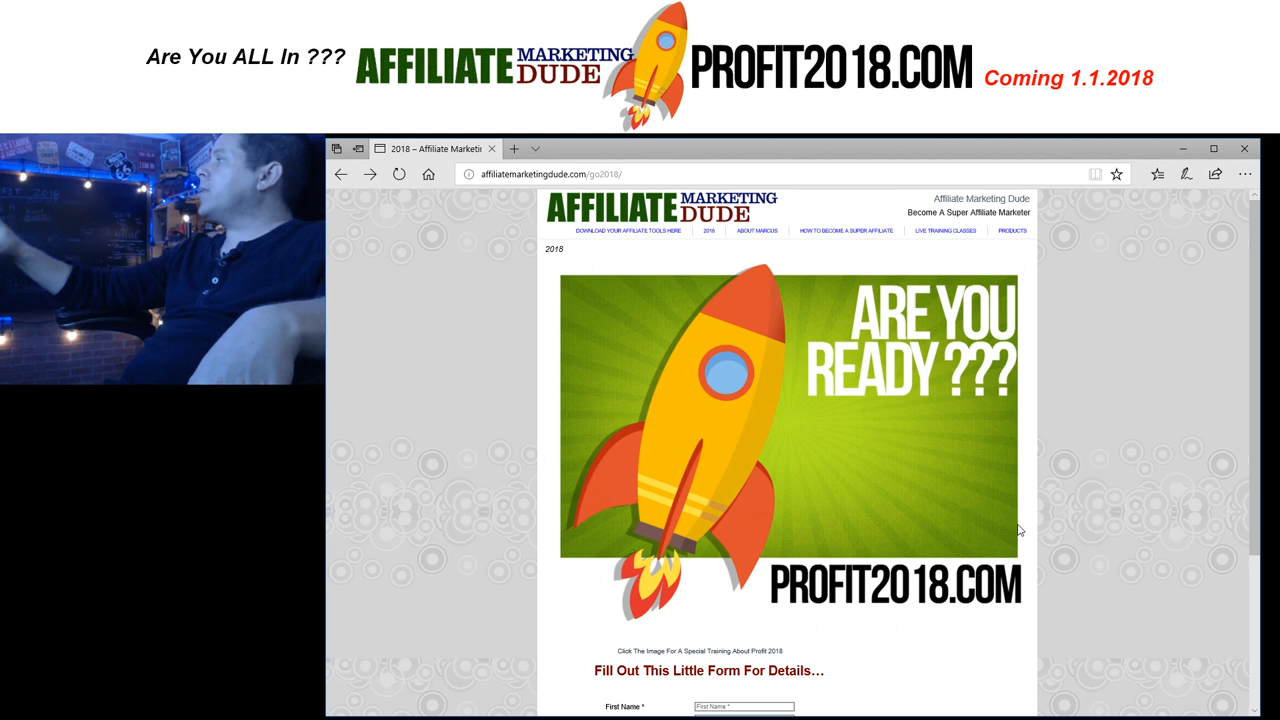 Are You ALL In ???
AFFILIATE MARKETING DUDE
PROFIT2018.COM
Coming 1.1.2018
2018 – Affiliate Marketi
affiliatemarketingdude.com/go2018/
AFFILIATE MARKETING DUDE
Affiliate Marketing Dude
Become A Super Affiliate Marketer
DOWNLOAD YOUR AFFILIATE TOOLS HERE
2018
ABOUT MARCUS
HOW TO BECOME A SUPER AFFILIATE
LIVE TRAINING CLASSES
PRODUCTS
2018
ARE YOU
READY ???
PROFIT2018.COM
Click The Image For A Special Training About Profit 2018
Fill Out This Little Form For Details…
First Name *
First Name *